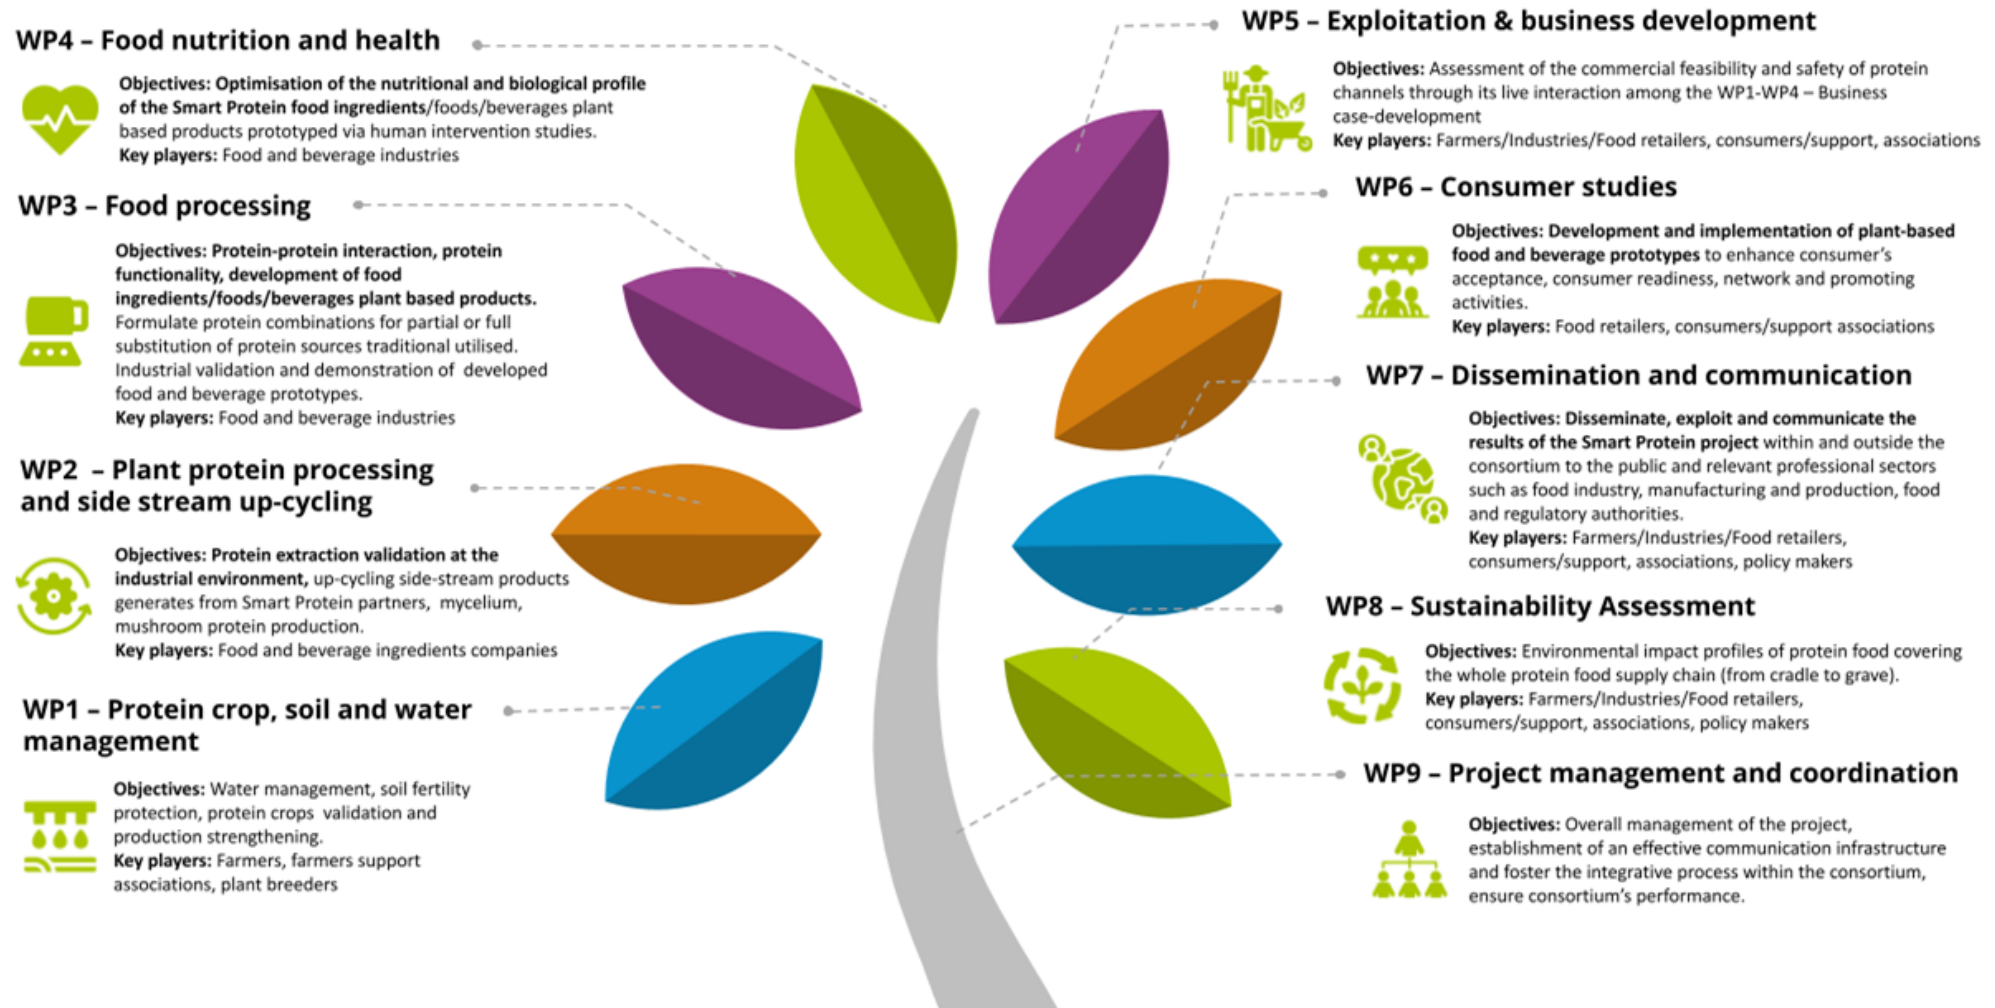 WP4 – Food nutrition and health
Objectives: Optimisation of the nutritional and biological profile
of the Smart Protein food ingredients/foods/beverages plant
based products prototyped via human intervention studies.
Key players: Food and beverage industries
WP3 – Food processing
Objectives: Protein-protein interaction, protein
functionality, development of food
ingredients/foods/beverages plant based products.
Formulate protein combinations for partial or full
substitution of protein sources traditional utilised.
Industrial validation and demonstration of developed
food and beverage prototypes.
Key players: Food and beverage industries
WP2 – Plant protein processing
and side stream up-cycling
Objectives: Protein extraction validation at the
industrial environment, up-cycling side-stream products
generates from Smart Protein partners, mycelium,
mushroom protein production.
Key players: Food and beverage ingredients companies
WP1 – Protein crop, soil and water
management
Objectives: Water management, soil fertility
protection, protein crops validation and
production strengthening.
Key players: Farmers, farmers support
associations, plant breeders
WP5 – Exploitation & business development
Objectives: Assessment of the commercial feasibility and safety of protein
channels through its live interaction among the WP1-WP4 – Business
case-development
Key players: Farmers/Industries/Food retailers, consumers/support, associations
WP6 – Consumer studies
Objectives: Development and implementation of plant-based
food and beverage prototypes to enhance consumer's
acceptance, consumer readiness, network and promoting
activities.
Key players: Food retailers, consumers/support associations
WP7 – Dissemination and communication
Objectives: Disseminate, exploit and communicate the
results of the Smart Protein project within and outside the
consortium to the public and relevant professional sectors
such as food industry, manufacturing and production, food
and regulatory authorities.
Key players: Farmers/Industries/Food retailers,
consumers/support, associations, policy makers
WP8 – Sustainability Assessment
Objectives: Environmental impact profiles of protein food covering
the whole protein food supply chain (from cradle to grave).
Key players: Farmers/Industries/Food retailers,
consumers/support, associations, policy makers
WP9 – Project management and coordination
Objectives: Overall management of the project,
establishment of an effective communication infrastructure
and foster the integrative process within the consortium,
ensure consortium's performance.